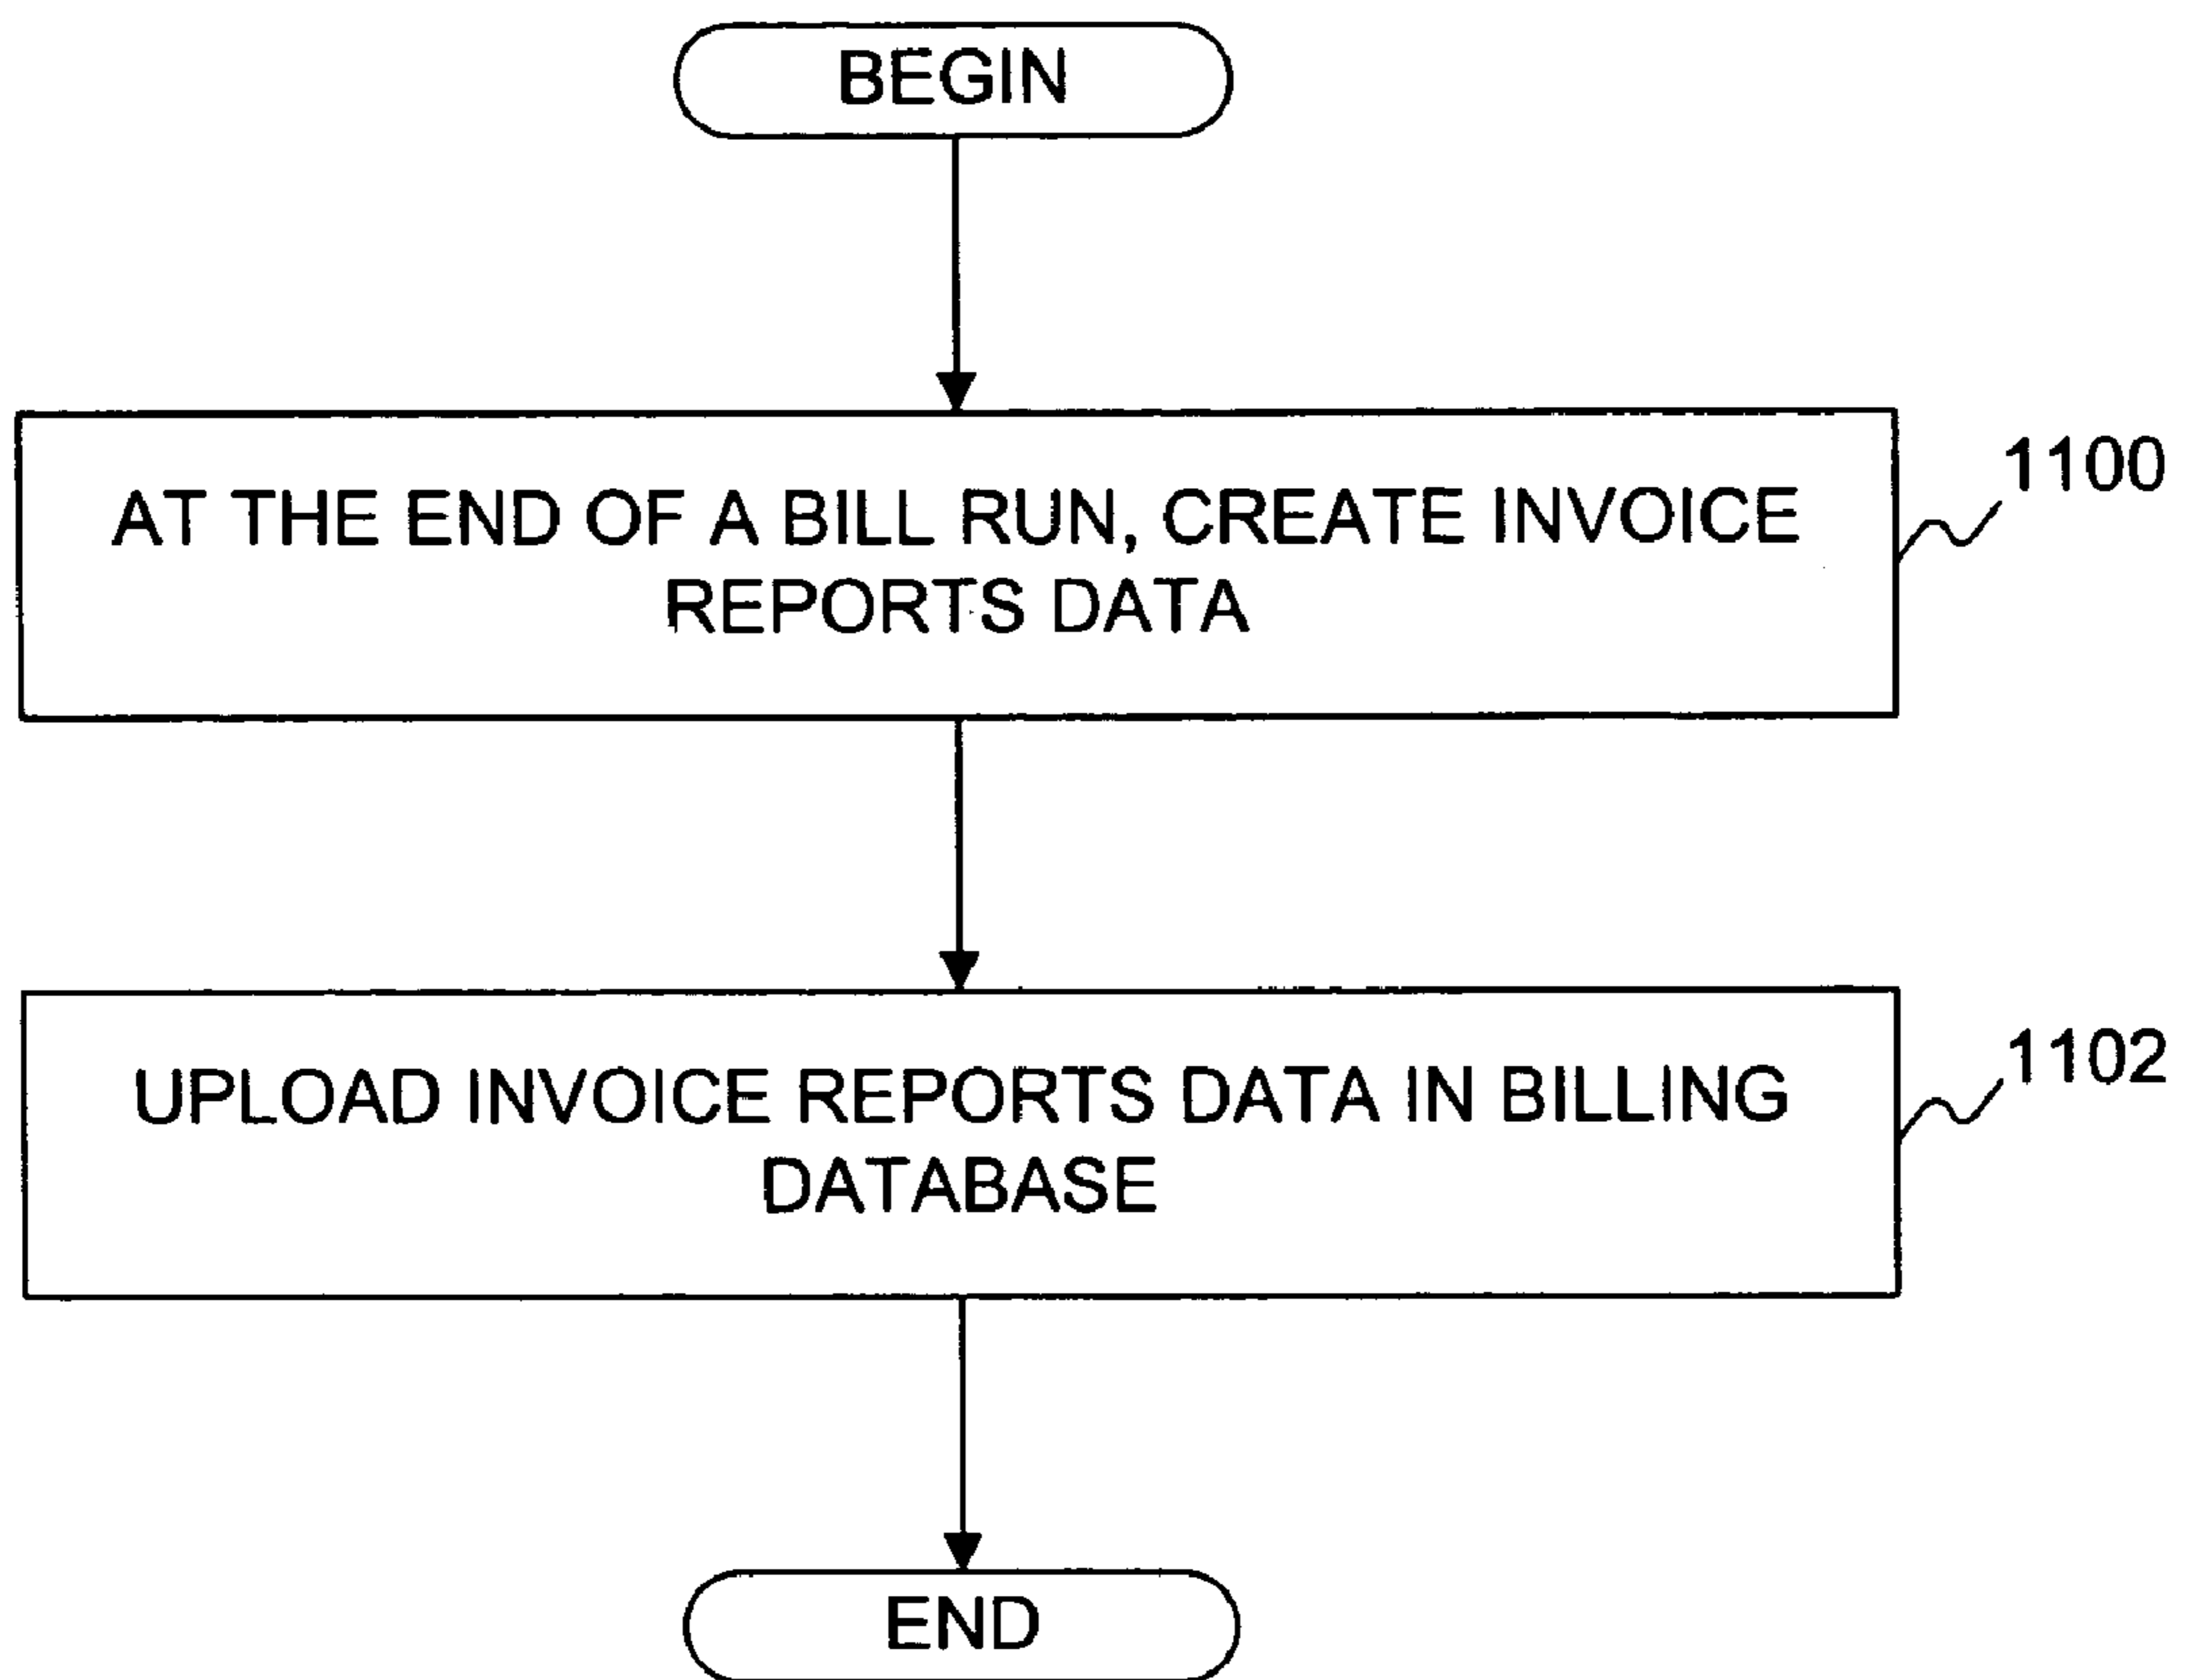 BEGIN
AT THE END OF A BILL RUN, CREATE INVOICE
REPORTS DATA
1100
UPLOAD INVOICE REPORTS DATA IN BILLING
DATABASE
1102
END